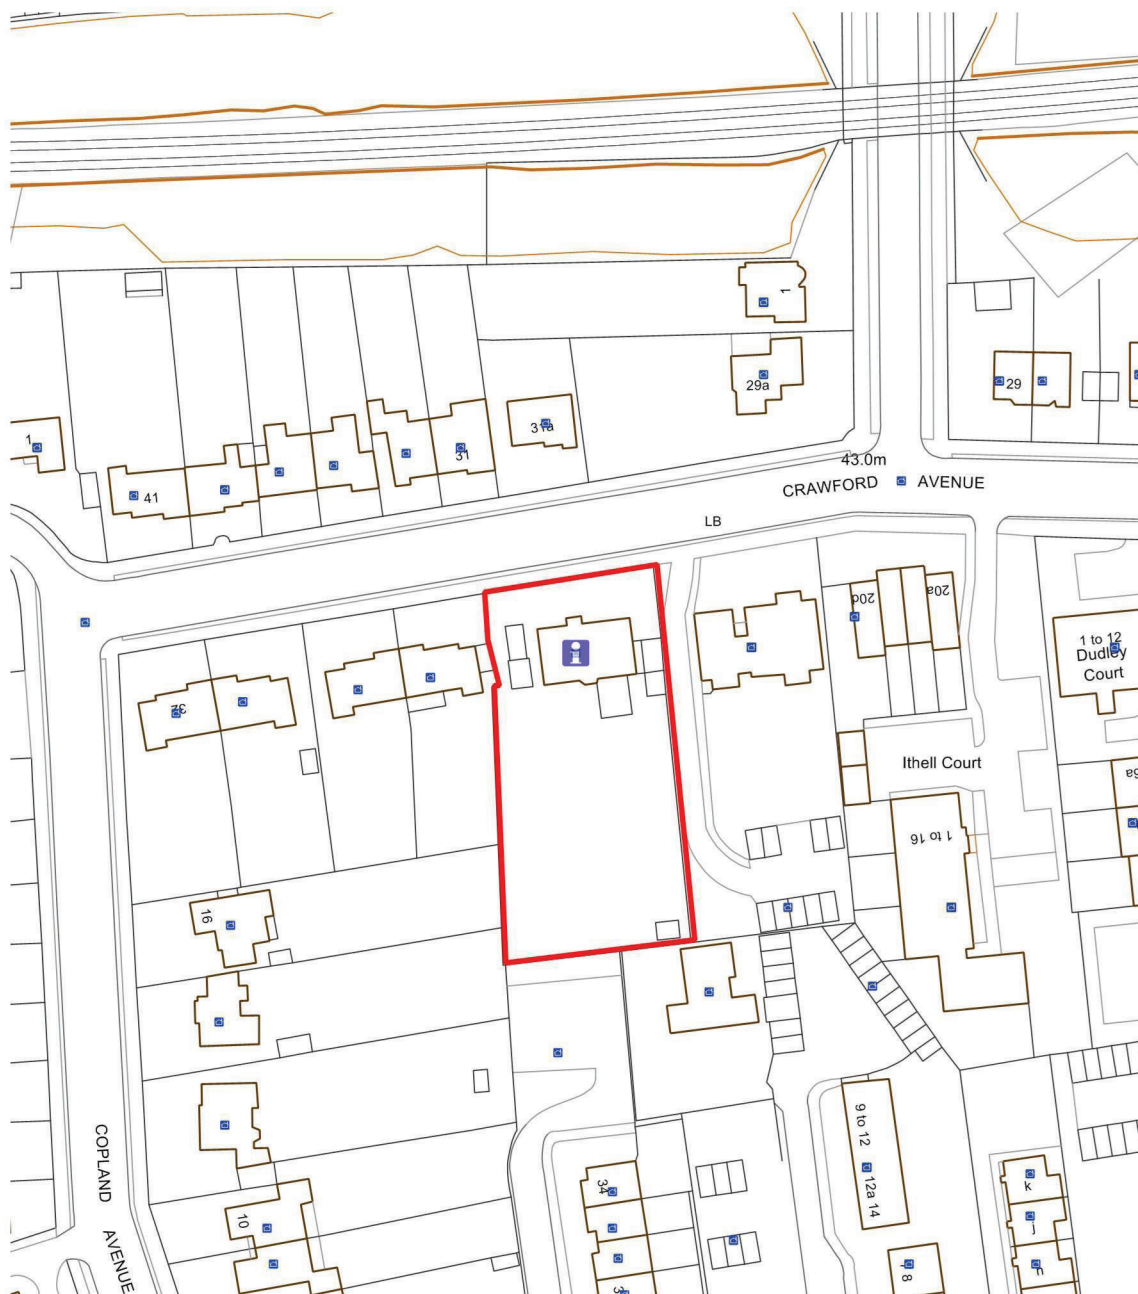 1
29a
29
1
31a
31
41
43.0m
CRAWFORD AVENUE
LB
20d
20a
1 to 12
Dudley
Court
32
Ithell Court
6a
1 to 16
16
COPLAND AVENUE
9 to 12
12a 14
34
k
j
10
8